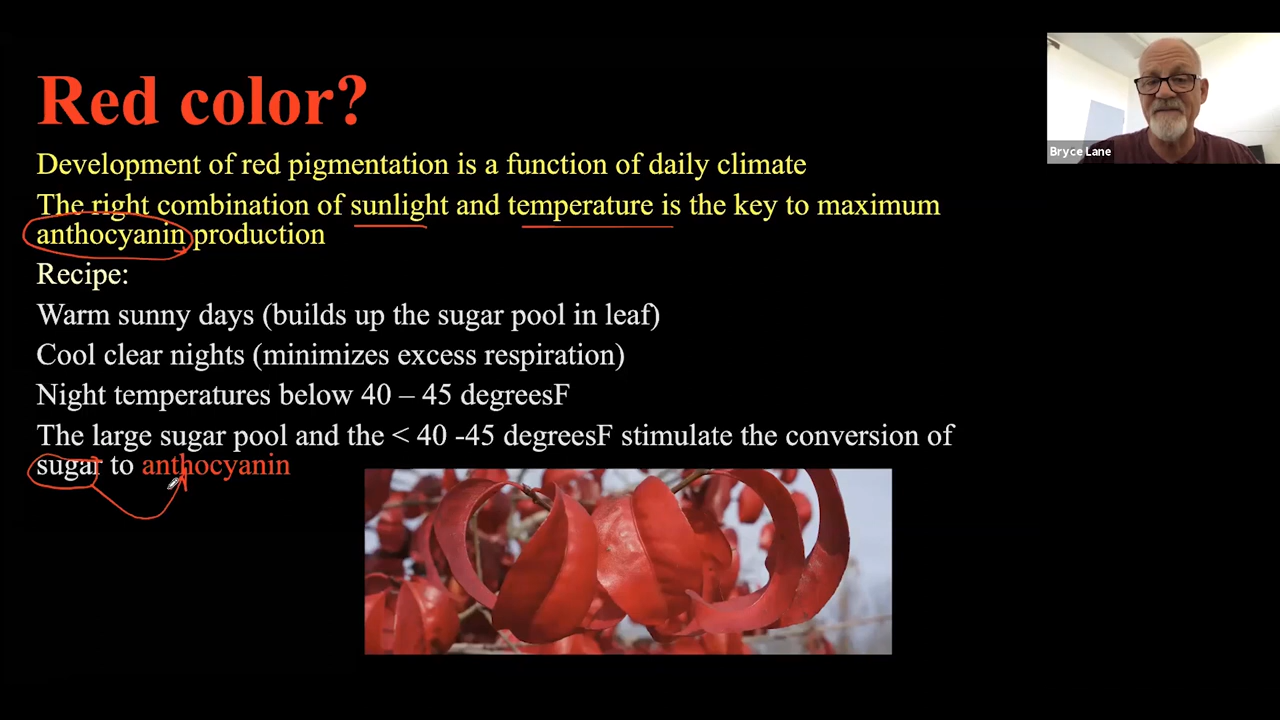 Red color?
Bryce Lane
Development of red pigmentation is a function of daily climate
The right combination of sunlight and temperature is the key to maximum
anthocyanin production
Recipe:
Warm sunny days (builds up the sugar pool in leaf)
Cool clear nights (minimizes excess respiration)
Night temperatures below 40 – 45 degreesF
The large sugar pool and the < 40 -45 degreesF stimulate the conversion of
sugar to anthocyanin